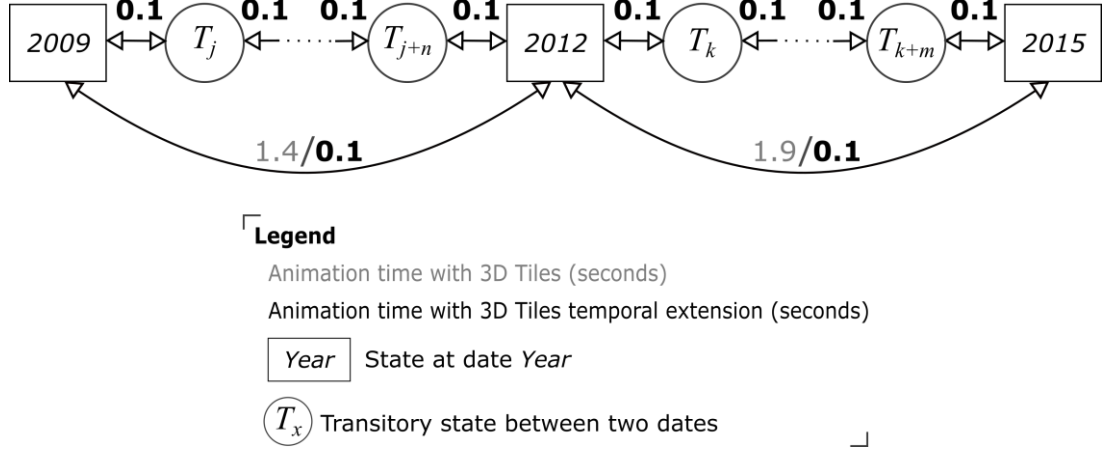 0.1 0.1 0.1 0.1 0.1 0.1 0.1 0.1
2009 Tj Tj+n 2012 Tk Tk+m 2015
1.4/0.1 1.9/0.1
Legend
Animation time with 3D Tiles (seconds)
Animation time with 3D Tiles temporal extension (seconds)
Year State at date Year
Tx Transitory state between two dates